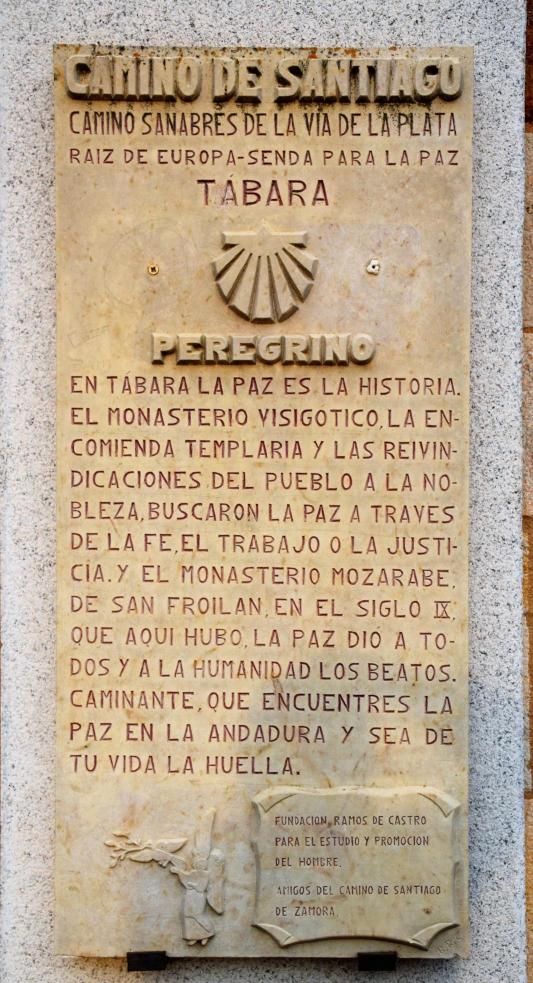 CAMINO DE SANTIAGO
CAMINO SANABRES DE LA VÍA DE LA PLATA
RAIZ DE EUROPA-SENDA PARA LA PAZ
TÁBARA
PEREGRINO
EN TÁBARA LA PAZ ES LA HISTORIA.
EL MONASTERIO VISIGOTICO, LA EN-
COMIENDA TEMPLARIA Y LAS REIVIN-
DICACIONES DEL PUEBLO A LA NO-
BLEZA, BUSCARON LA PAZ A TRAVES
DE LA FE, EL TRABAJO O LA JUSTI-
CIA. Y EL MONASTERIO MOZARABE,
DE SAN FROILAN, EN EL SIGLO IX,
QUE AQUI HUBO, LA PAZ DIÓ A TO-
DOS Y A LA HUMANIDAD LOS BEATOS.
CAMINANTE, QUE ENCUENTRES LA
PAZ EN LA ANDADURA Y SEA DE
TU VIDA LA HUELLA.
FUNDACION RAMOS DE CASTRO
PARA EL ESTUDIO Y PROMOCION
DEL HOMBRE.
AMIGOS DEL CAMINO DE SANTIAGO
DE ZAMORA